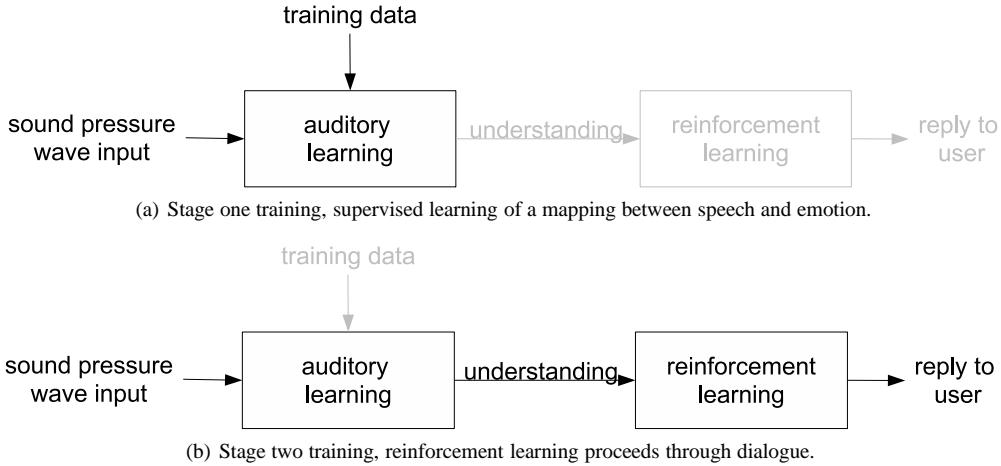 training data
sound pressure
wave input
auditory
learning
understanding
reinforcement
learning
reply to
user
(a) Stage one training, supervised learning of a mapping between speech and emotion.
training data
sound pressure
wave input
auditory
learning
understanding
reinforcement
learning
reply to
user
(b) Stage two training, reinforcement learning proceeds through dialogue.